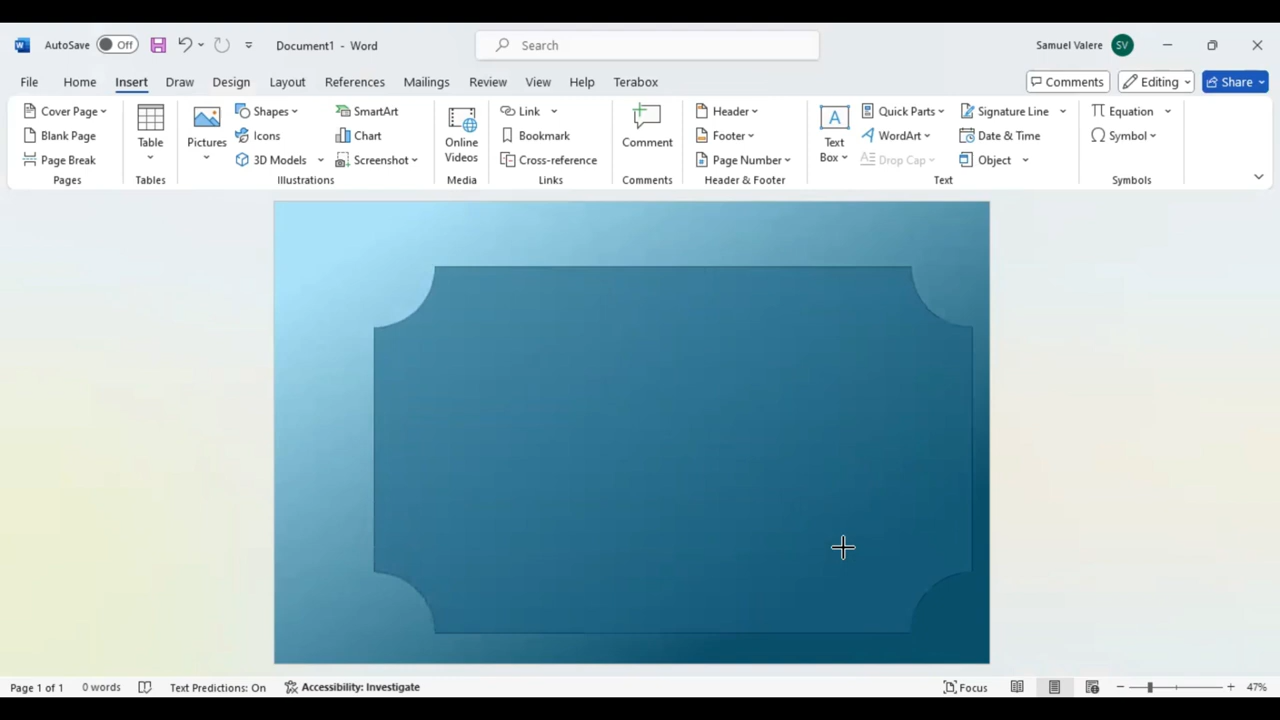 AutoSave Off Document1 - Word Search Samuel Valere SV
File Home Insert Draw Design Layout References Mailings Review View Help Terabox Comments Editing Share
Cover Page Shapes SmartArt Link Header Quick Parts Signature Line Equation
Blank Page Icons Chart Bookmark Footer WordArt Date & Time Symbol
Page Break 3D Models Screenshot Cross-reference Page Number Drop Cap Object
Table Pictures Online Videos Comment Text Box
Pages Tables Illustrations Media Links Comments Header & Footer Text Symbols
Page 1 of 1 0 words Text Predictions: On Accessibility: Investigate Focus 47%